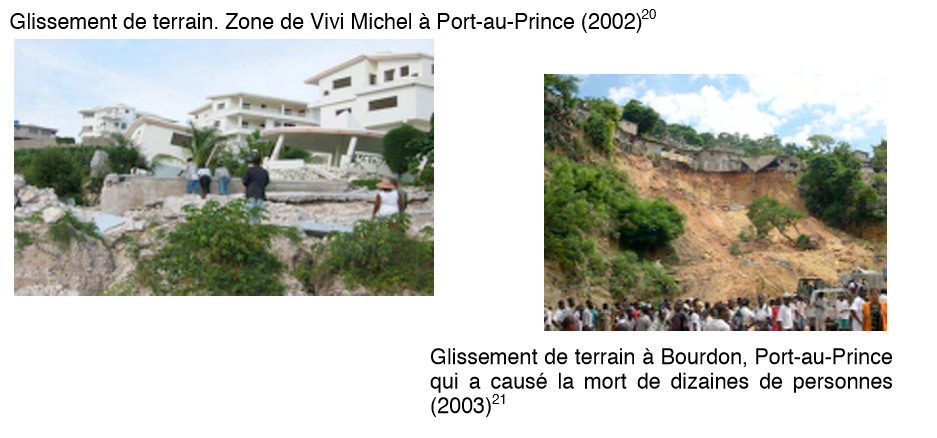 Glissement de terrain. Zone de Vivi Michel à Port-au-Prince (2002)20
Glissement de terrain à Bourdon, Port-au-Prince
qui a causé la mort de dizaines de personnes
(2003)21